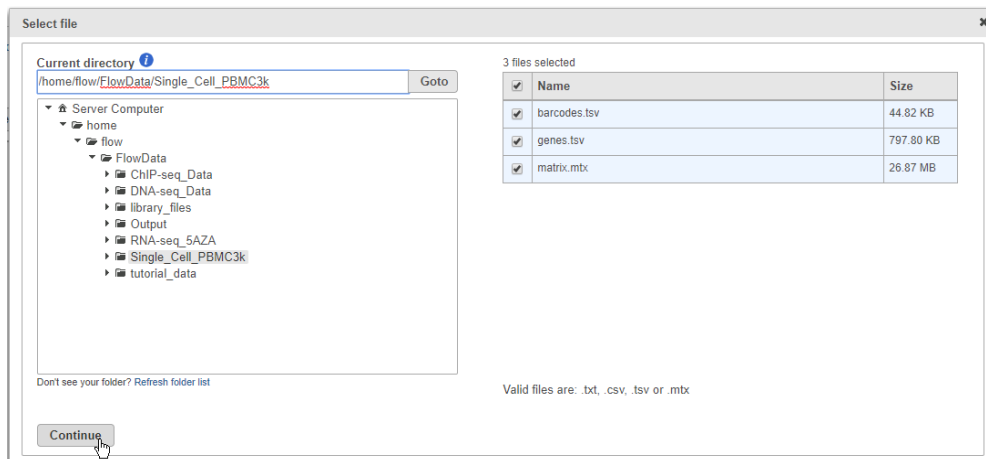 Select file
Current directory
/home/flow/FlowData/Single_Cell_PBMC3k
Goto
Server Computer
home
flow
FlowData
ChIP-seq_Data
DNA-seq_Data
library_files
Output
RNA-seq_5AZA
Single_Cell_PBMC3k
tutorial_data
Don't see your folder? Refresh folder list
Continue
3 files selected
Name Size
barcodes.tsv 44.82 KB
genes.tsv 797.80 KB
matrix.mtx 26.87 MB
Valid files are: .txt, .csv, .tsv or .mtx